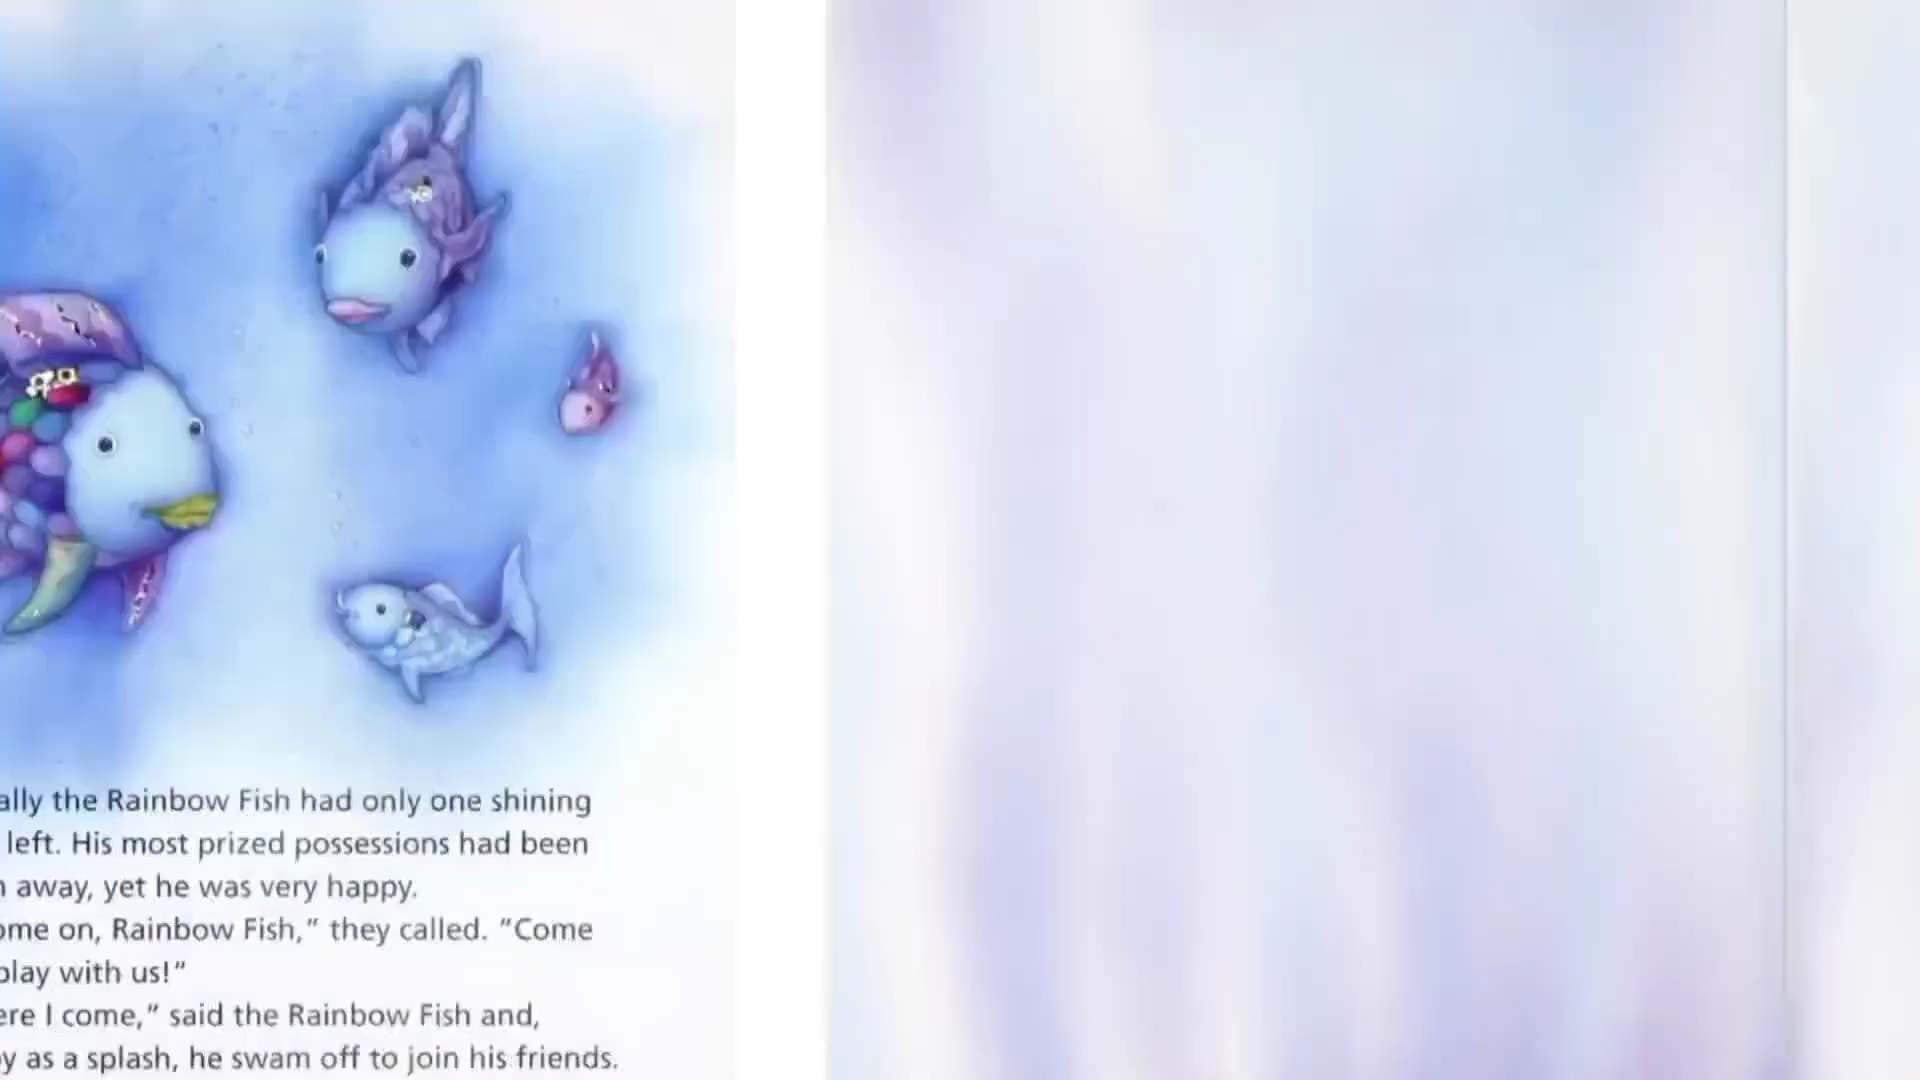 ally the Rainbow Fish had only one shining
left. His most prized possessions had been
away, yet he was very happy.
ome on, Rainbow Fish,” they called. “Come
play with us!”
ere I come,” said the Rainbow Fish and,
y as a splash, he swam off to join his friends.